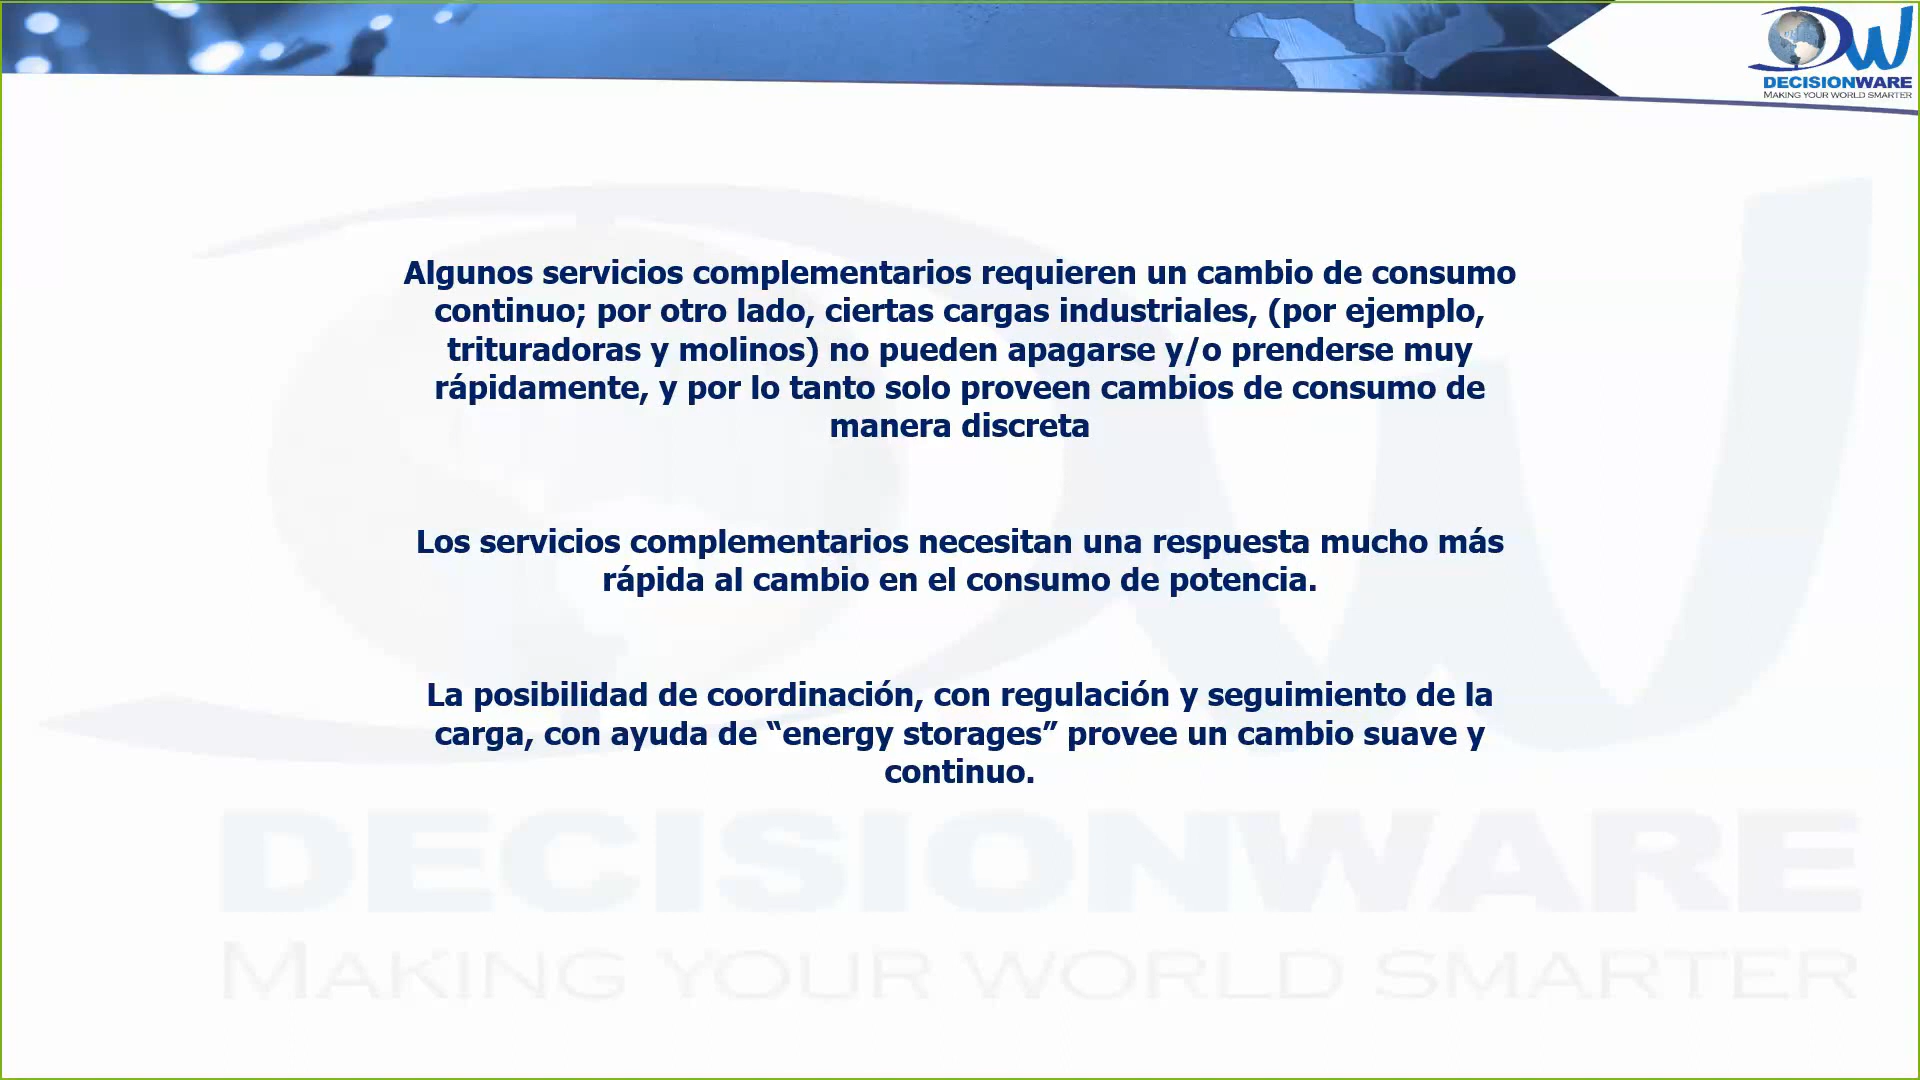 DECISIONWARE
MAKING YOUR WORLD SMARTER
Algunos servicios complementarios requieren un cambio de consumo
continuo; por otro lado, ciertas cargas industriales, (por ejemplo,
trituradoras y molinos) no pueden apagarse y/o prenderse muy
rápidamente, y por lo tanto solo proveen cambios de consumo de
manera discreta
Los servicios complementarios necesitan una respuesta mucho más
rápida al cambio en el consumo de potencia.
La posibilidad de coordinación, con regulación y seguimiento de la
carga, con ayuda de “energy storages” provee un cambio suave y
continuo.
DECISIONWARE
MAKING YOUR WORLD SMARTER